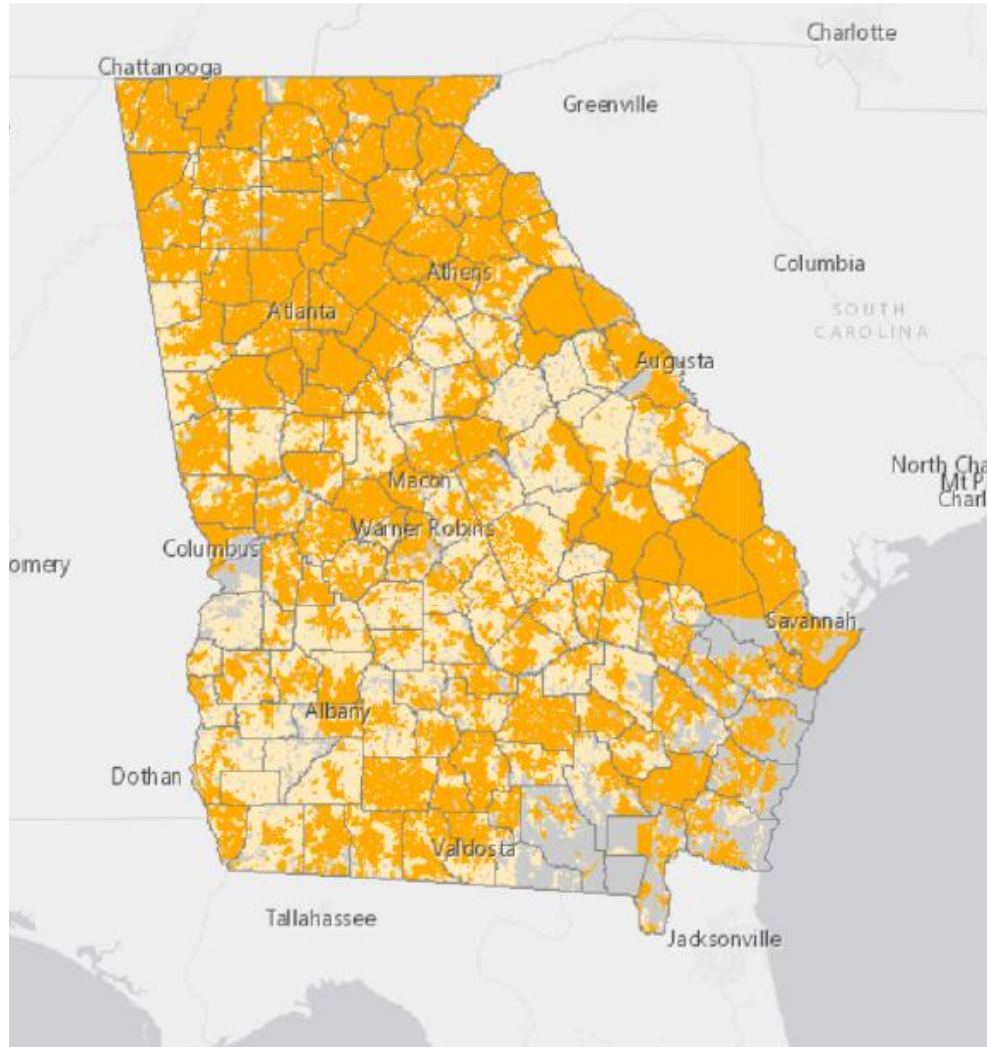 Charlotte
Chattanooga
Greenville
Columbia
Athens
Atlanta
SOUTH
CAROLINA
Augusta
North Cha
Mt P
Charl
Macon
Warner Robins
Columbus
omery
Savannah
Albany
Dothan
Valdosta
Tallahassee
Jacksonville